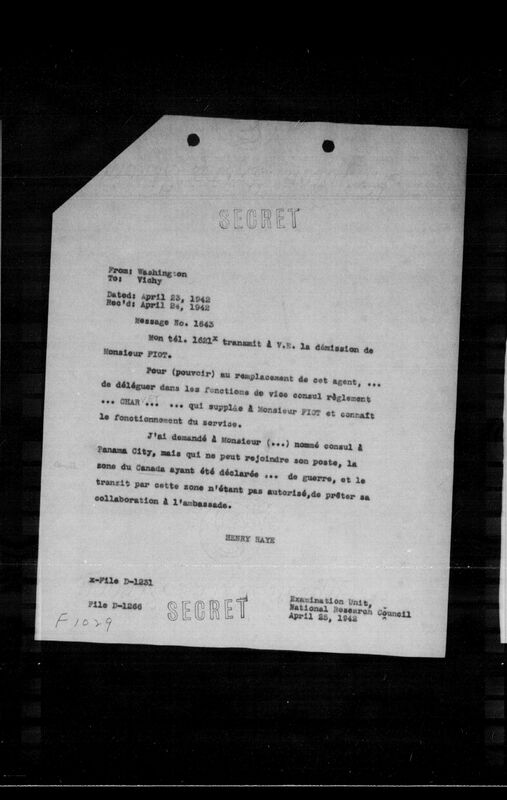 SECRET
From: Washington
To: Vichy
Dated: April 23, 1942
Rec'd: April 24, 1942
Message No. 1643
Mon tél. 1621x transmit à V.E. la démission de
Monsieur PIOT.
Pour (pouvoir) au remplacement de cet agent, ...
de déléguer dans les fonctions de vice consul règlement
... CHAR ... ... qui supplée à Monsieur PIOT et connaît
le fonctionnement du service.
J'ai demandé à Monsieur (...) nommé consul à
Panama City, mais qui ne peut rejoindre son poste, la
zone du Canada ayant été déclarée ... de guerre, et le
transit par cette zone n'étant pas autorisé, de prêter sa
collaboration à l'ambassade.
HENRY HAYE
x-File D-1231
File D-1266
SECRET
Examination Unit,
National Research Council
April 25, 1942
F1029